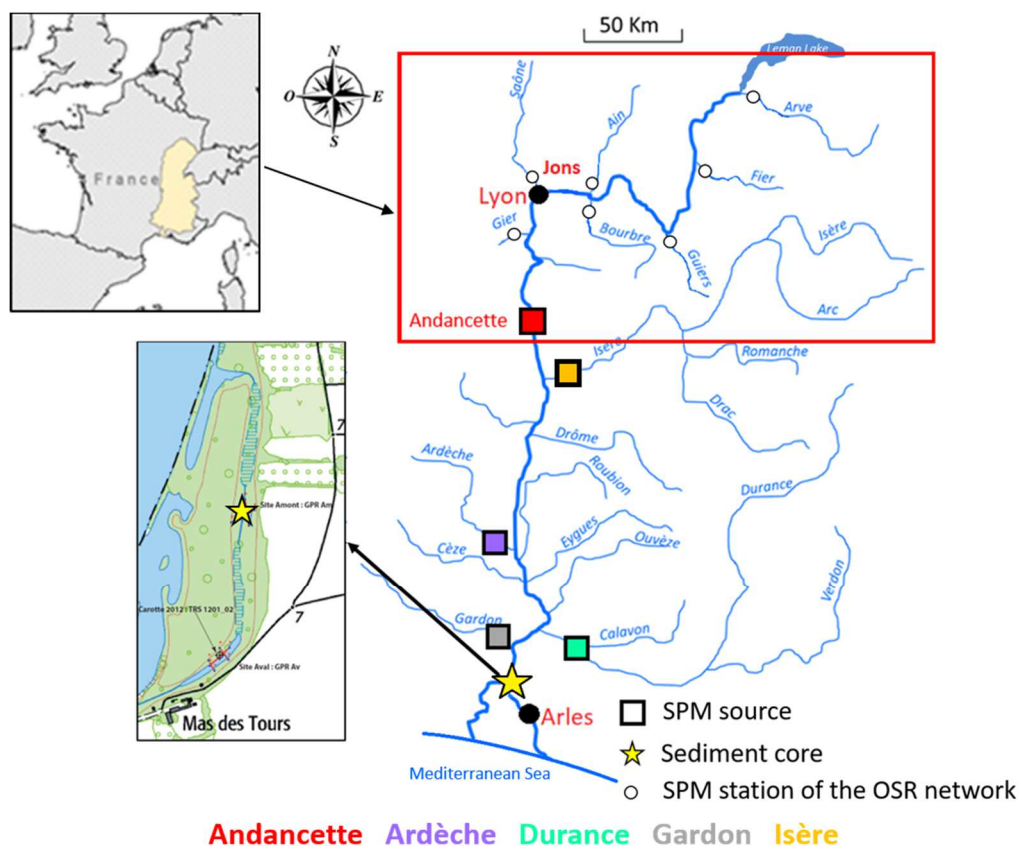 50 Km
Leman Lake
N
O
E
S
France
Saône
Ain
Arve
Jons
Lyon
Fier
Gier
Bourbre
Guiers
Isère
Arc
Andancette
Isère
Romanche
Drac
Drôme
Ardèche
Roubion
Durance
7
Site Amont : GPR Am
Eygues
Ouvèze
Cèze
Verdon
Carotte 2012 : TRS 1201_02
7
Gardon
Calavon
Site Aval : GPR Av
Mas des Tours
Arles
SPM source
Sediment core
Mediterranean Sea
SPM station of the OSR network
Andancette Ardèche Durance Gardon Isère